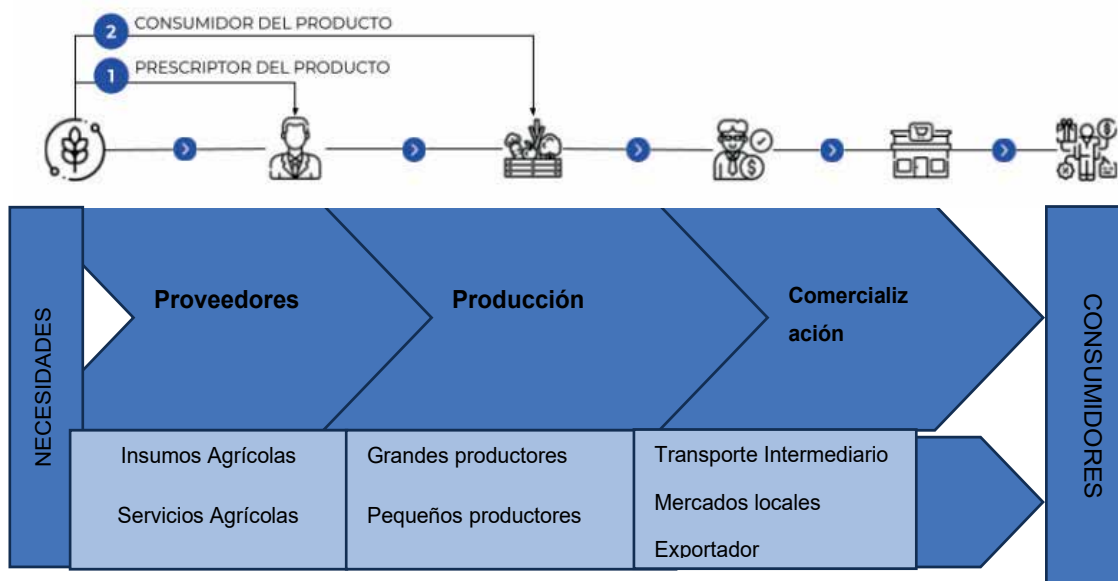 2 CONSUMIDOR DEL PRODUCTO
1 PRESCRIPTOR DEL PRODUCTO
NECESIDADES
Proveedores
Producción
Comercializ
ación
CONSUMIDORES
Insumos Agrícolas
Servicios Agrícolas
Grandes productores
Pequeños productores
Transporte Intermediario
Mercados locales
Exportador